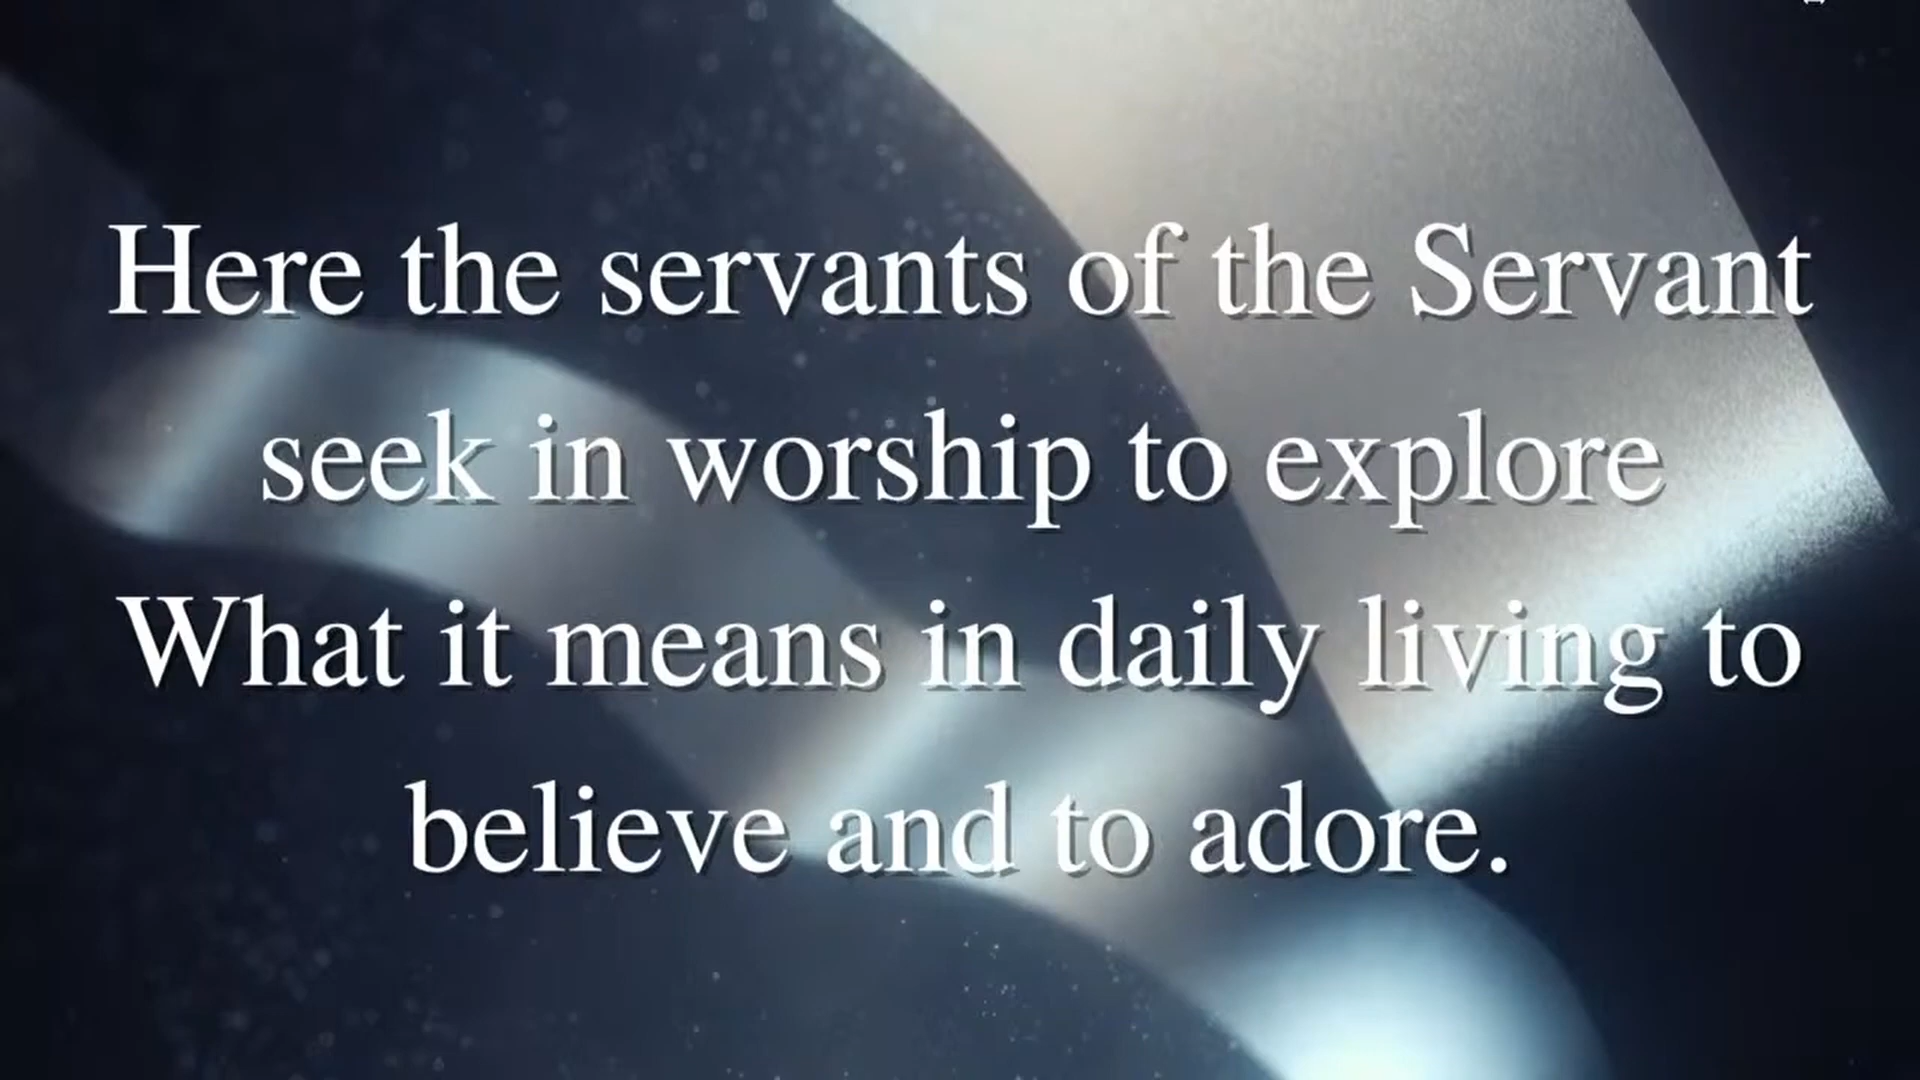 Here the servants of the Servant
seek in worship to explore
What it means in daily living to
believe and to adore.